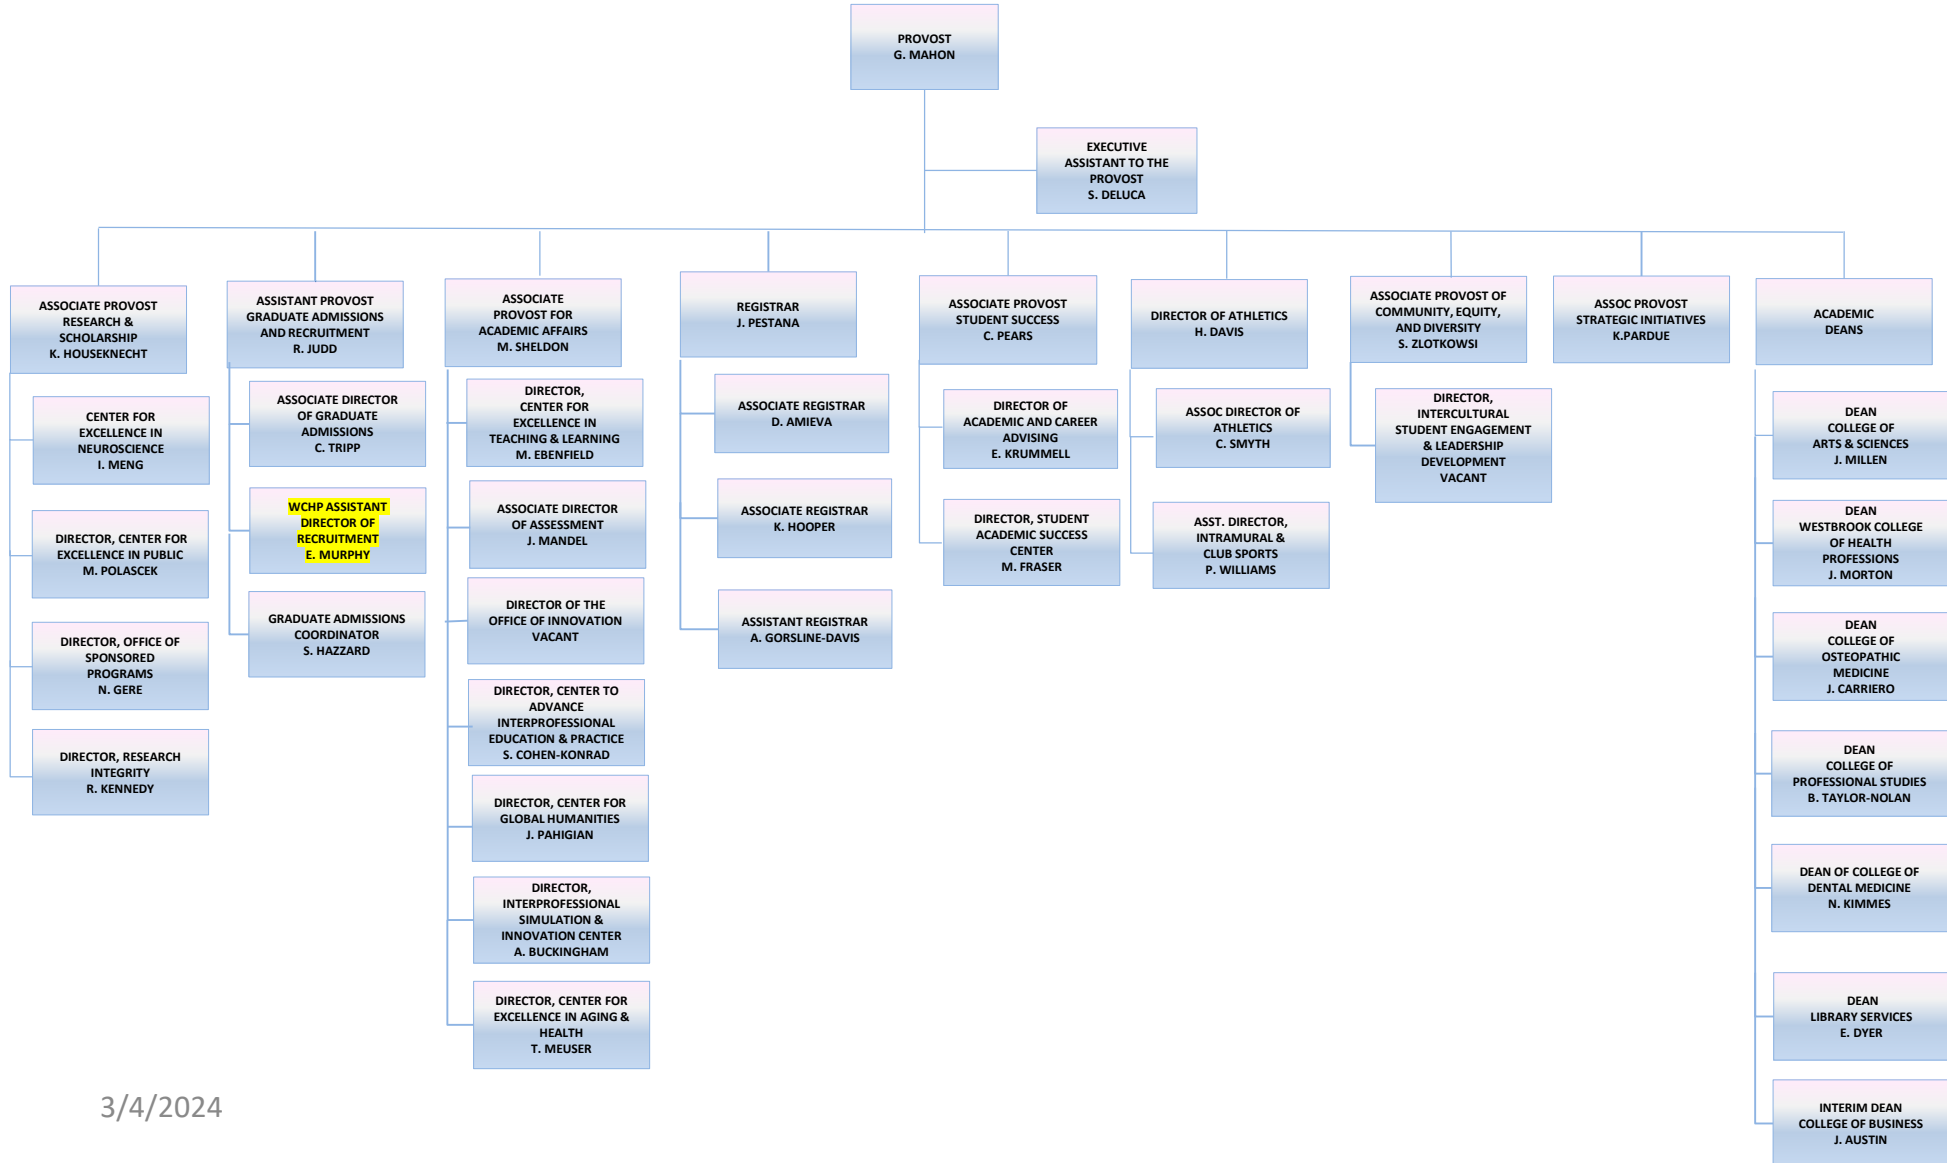 PROVOST
G. MAHON
EXECUTIVE
ASSISTANT TO THE
PROVOST
S. DELUCA
ASSOCIATE PROVOST
RESEARCH &
SCHOLARSHIP
K. HOUSEKNECHT
CENTER FOR
EXCELLENCE IN
NEUROSCIENCE
I. MENG
DIRECTOR, CENTER FOR
EXCELLENCE IN PUBLIC
M. POLASCEK
DIRECTOR, OFFICE OF
SPONSORED
PROGRAMS
N. GERE
DIRECTOR, RESEARCH
INTEGRITY
R. KENNEDY
ASSISTANT PROVOST
GRADUATE ADMISSIONS
AND RECRUITMENT
R. JUDD
ASSOCIATE DIRECTOR
OF GRADUATE
ADMISSIONS
C. TRIPP
WCHP ASSISTANT
DIRECTOR OF
RECRUITMENT
E. MURPHY
GRADUATE ADMISSIONS
COORDINATOR
S. HAZZARD
ASSOCIATE
PROVOST FOR
ACADEMIC AFFAIRS
M. SHELDON
DIRECTOR,
CENTER FOR
EXCELLENCE IN
TEACHING & LEARNING
M. EBENFIELD
ASSOCIATE DIRECTOR
OF ASSESSMENT
J. MANDEL
DIRECTOR OF THE
OFFICE OF INNOVATION
VACANT
DIRECTOR, CENTER TO
ADVANCE
INTERPROFESSIONAL
EDUCATION & PRACTICE
S. COHEN-KONRAD
DIRECTOR, CENTER FOR
GLOBAL HUMANITIES
J. PAHIGIAN
DIRECTOR,
INTERPROFESSIONAL
SIMULATION &
INNOVATION CENTER
A. BUCKINGHAM
DIRECTOR, CENTER FOR
EXCELLENCE IN AGING &
HEALTH
T. MEUSER
REGISTRAR
J. PESTANA
ASSOCIATE REGISTRAR
D. AMIEVA
ASSOCIATE REGISTRAR
K. HOOPER
ASSISTANT REGISTRAR
A. GORSLINE-DAVIS
ASSOCIATE PROVOST
STUDENT SUCCESS
C. PEARS
DIRECTOR OF
ACADEMIC AND CAREER
ADVISING
E. KRUMMELL
DIRECTOR, STUDENT
ACADEMIC SUCCESS
CENTER
M. FRASER
DIRECTOR OF ATHLETICS
H. DAVIS
ASSOC DIRECTOR OF
ATHLETICS
C. SMYTH
ASST. DIRECTOR,
INTRAMURAL &
CLUB SPORTS
P. WILLIAMS
ASSOCIATE PROVOST OF
COMMUNITY, EQUITY,
AND DIVERSITY
S. ZLOTKOWSI
DIRECTOR,
INTERCULTURAL
STUDENT ENGAGEMENT
& LEADERSHIP
DEVELOPMENT
VACANT
ASSOC PROVOST
STRATEGIC INITIATIVES
K.PARDUE
ACADEMIC
DEANS
DEAN
COLLEGE OF
ARTS & SCIENCES
J. MILLEN
DEAN
WESTBROOK COLLEGE
OF HEALTH
PROFESSIONS
J. MORTON
DEAN
COLLEGE OF
OSTEOPATHIC
MEDICINE
J. CARRIERO
DEAN
COLLEGE OF
PROFESSIONAL STUDIES
B. TAYLOR-NOLAN
DEAN OF COLLEGE OF
DENTAL MEDICINE
N. KIMMES
DEAN
LIBRARY SERVICES
E. DYER
INTERIM DEAN
COLLEGE OF BUSINESS
J. AUSTIN
3/4/2024